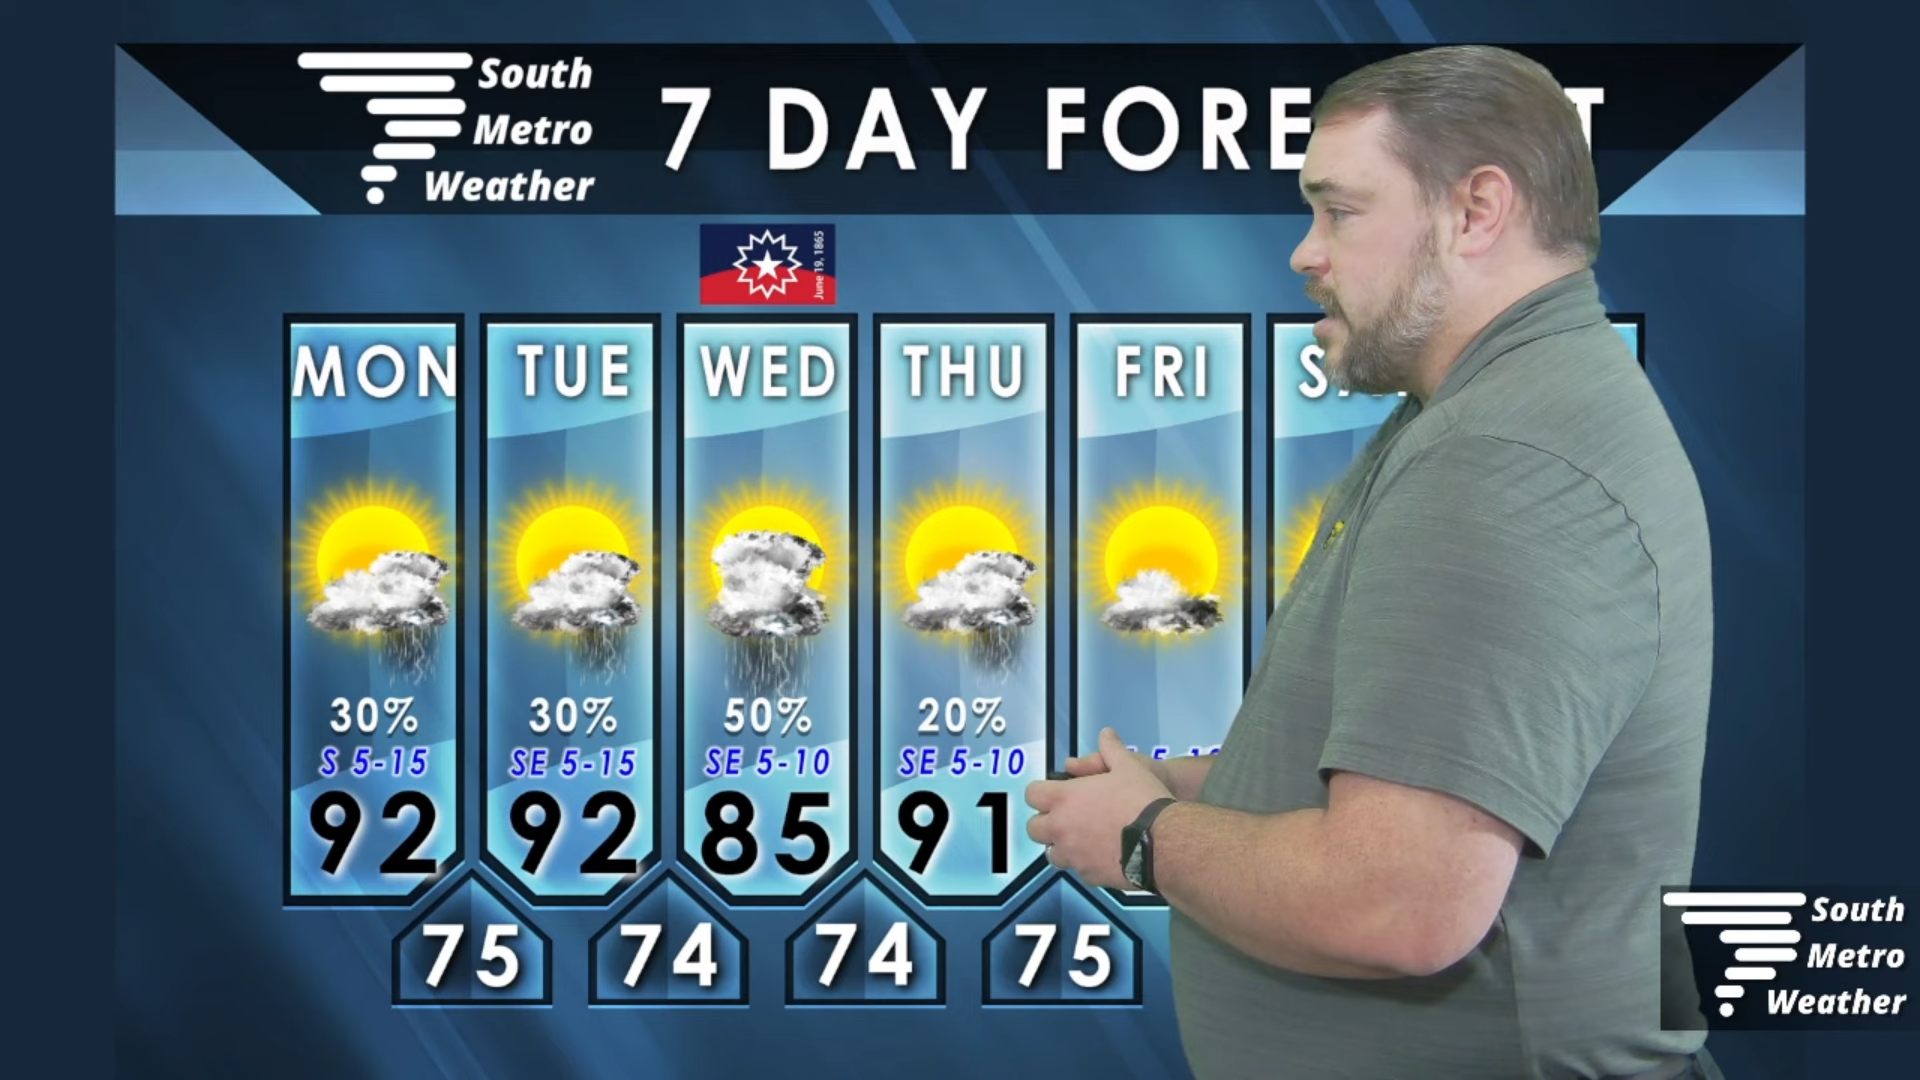 South
Metro
Weather
7 DAY FORE T
June 19, 1865
MON TUE WED THU FRI
30% 30% 50% 20%
S 5-15 SE 5-15 SE 5-10 SE 5-10
92 92 85 91
75 74 74 75
South
Metro
Weather